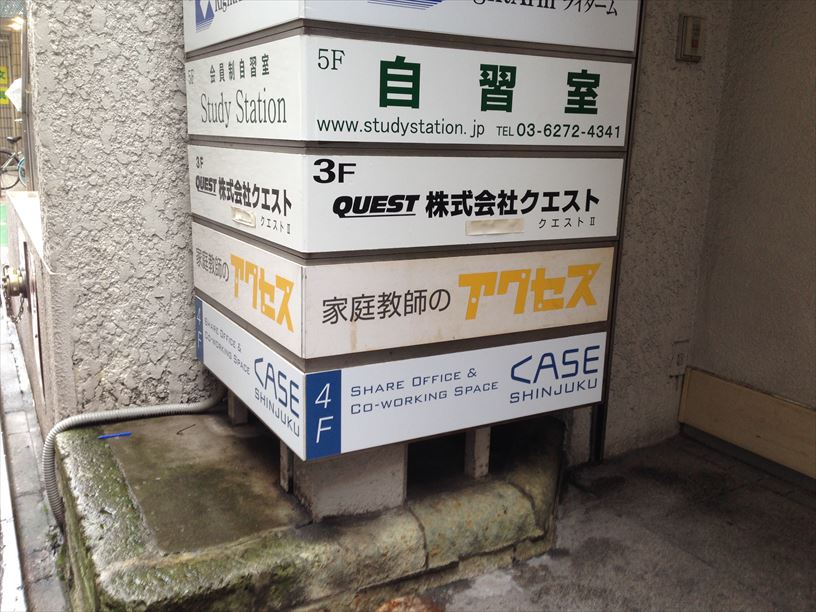 ライターム
5F 会員制自習室
Study Station
5F 自習室
www.studystation.jp TEL 03-6272-4341
3F
QUEST 株式会社クエスト
クエストⅡ
3F
QUEST 株式会社クエスト
クエストⅡ
家庭教師の アクセス
家庭教師の アクセス
4F
SHARE OFFICE &
CO-WORKING SPACE
CASE
SHINJUKU
4F
SHARE OFFICE &
CO-WORKING SPACE
CASE
SHINJUKU